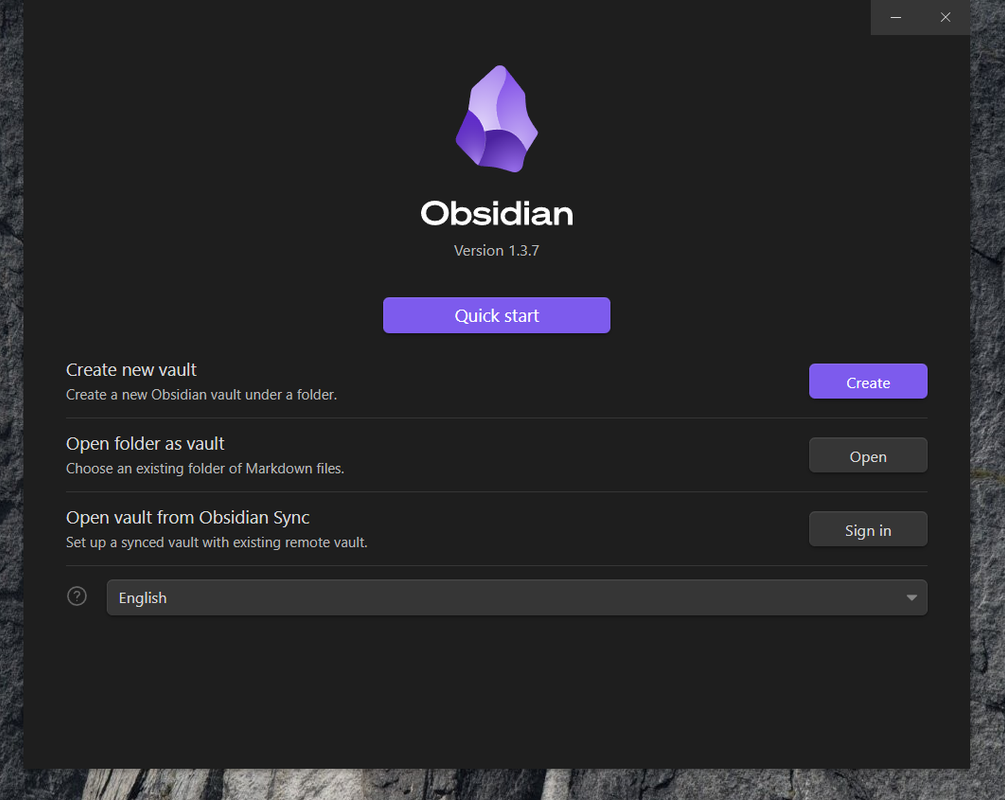 Obsidian
Version 1.3.7
Quick start
Create new vault
Create a new Obsidian vault under a folder.
Create
Open folder as vault
Choose an existing folder of Markdown files.
Open
Open vault from Obsidian Sync
Set up a synced vault with existing remote vault.
Sign in
?
English